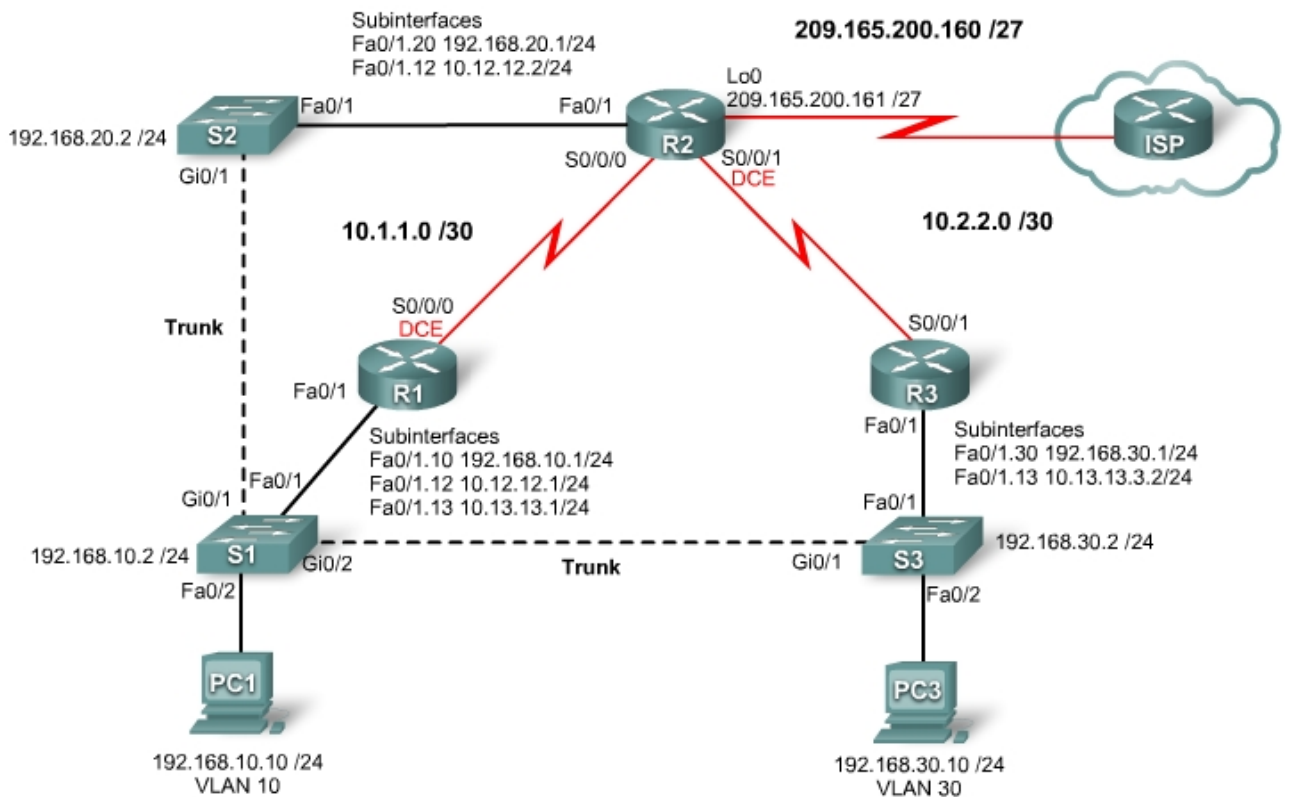 Subinterfaces
Fa0/1.20 192.168.20.1/24
Fa0/1.12 10.12.12.2/24
209.165.200.160 /27
Lo0
209.165.200.161 /27
Fa0/1
Fa0/1
S2
R2
ISP
192.168.20.2 /24
Gi0/1
S0/0/0
S0/0/1
DCE
10.1.1.0 /30
10.2.2.0 /30
Trunk
S0/0/0
DCE
S0/0/1
Fa0/1
R1
R3
Fa0/1
Subinterfaces
Fa0/1.10 192.168.10.1/24
Fa0/1.12 10.12.12.1/24
Fa0/1.13 10.13.13.1/24
Subinterfaces
Fa0/1.30 192.168.30.1/24
Fa0/1.13 10.13.13.3.2/24
Fa0/1
Gi0/1
Fa0/1
192.168.10.2 /24
S1
Gi0/2
Trunk
Gi0/1
S3
192.168.30.2 /24
Fa0/2
Fa0/2
PC1
PC3
192.168.10.10 /24
VLAN 10
192.168.30.10 /24
VLAN 30